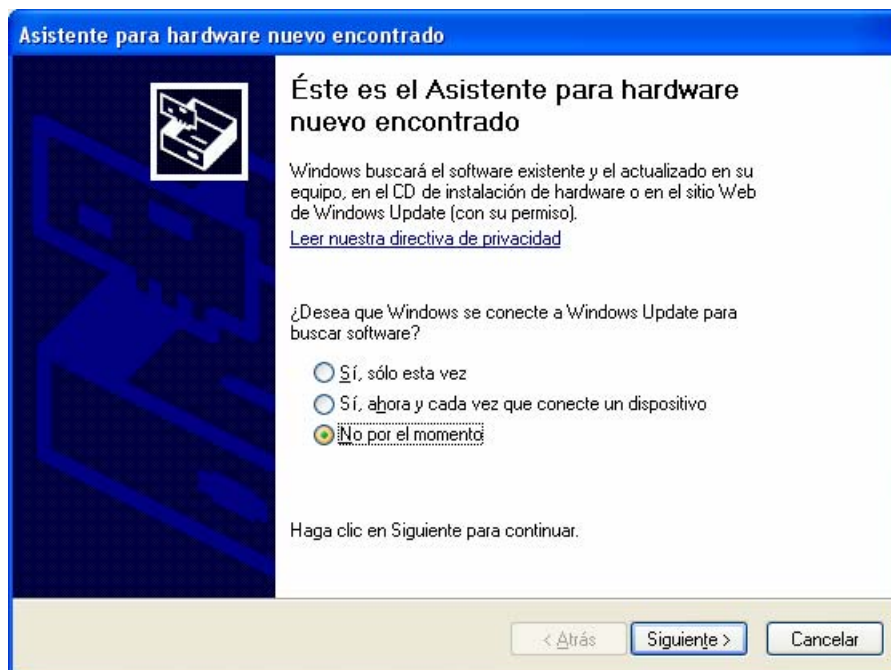 Asistente para hardware nuevo encontrado
Éste es el Asistente para hardware
nuevo encontrado
Windows buscará el software existente y el actualizado en su
equipo, en el CD de instalación de hardware o en el sitio Web
de Windows Update (con su permiso).
Leer nuestra directiva de privacidad
¿Desea que Windows se conecte a Windows Update para
buscar software?
Sí, sólo esta vez
Sí, ahora y cada vez que conecte un dispositivo
No por el momento
Haga clic en Siguiente para continuar.
< Atrás Siguiente > Cancelar